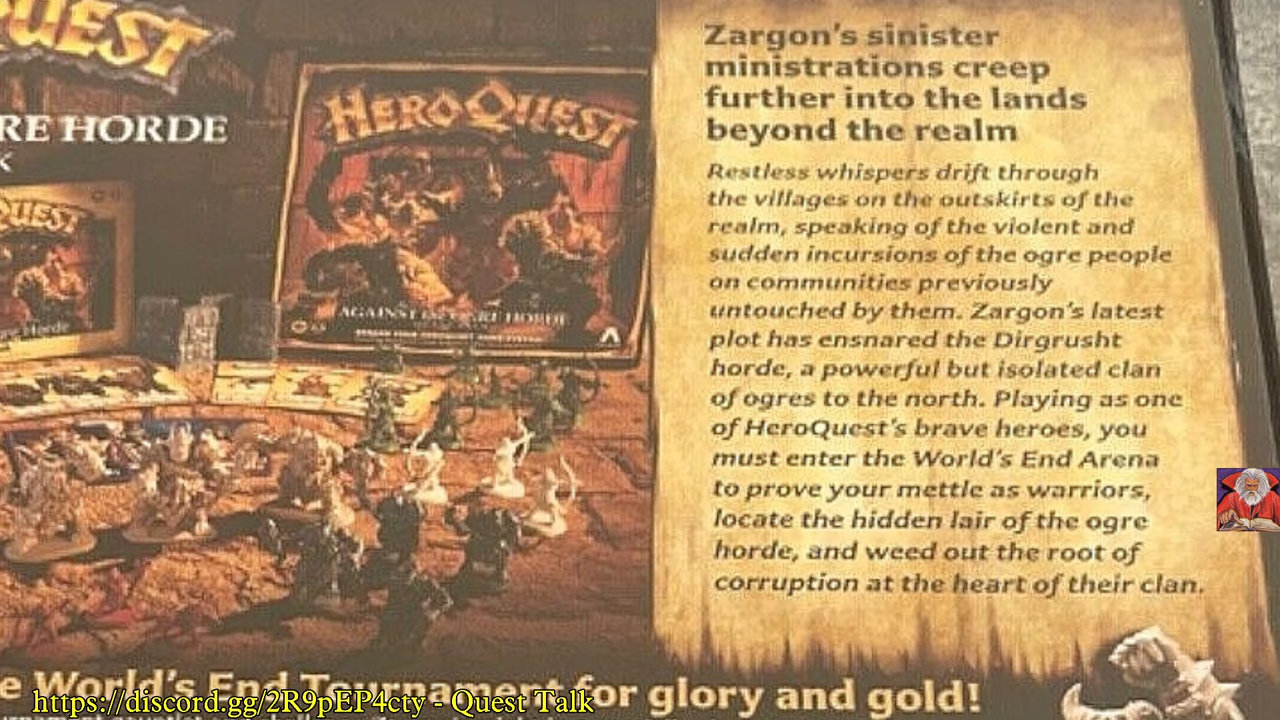 QUEST
RE HORDE
K
QUEST
Horde
HEROQUEST
AGAINST THE OGRE HORDE
Zargon's sinister
ministrations creep
further into the lands
beyond the realm
Restless whispers drift through
the villages on the outskirts of the
realm, speaking of the violent and
sudden incursions of the ogre people
on communities previously
untouched by them. Zargon's latest
plot has ensnared the Dirgrusht
horde, a powerful but isolated clan
of ogres to the north. Playing as one
of HeroQuest's brave heroes, you
must enter the World's End Arena
to prove your mettle as warriors,
locate the hidden lair of the ogre
horde, and weed out the root of
corruption at the heart of their clan.
e World's End Tournament for glory and gold!
https://discord.gg/2R9pEP4cty - Quest Talk